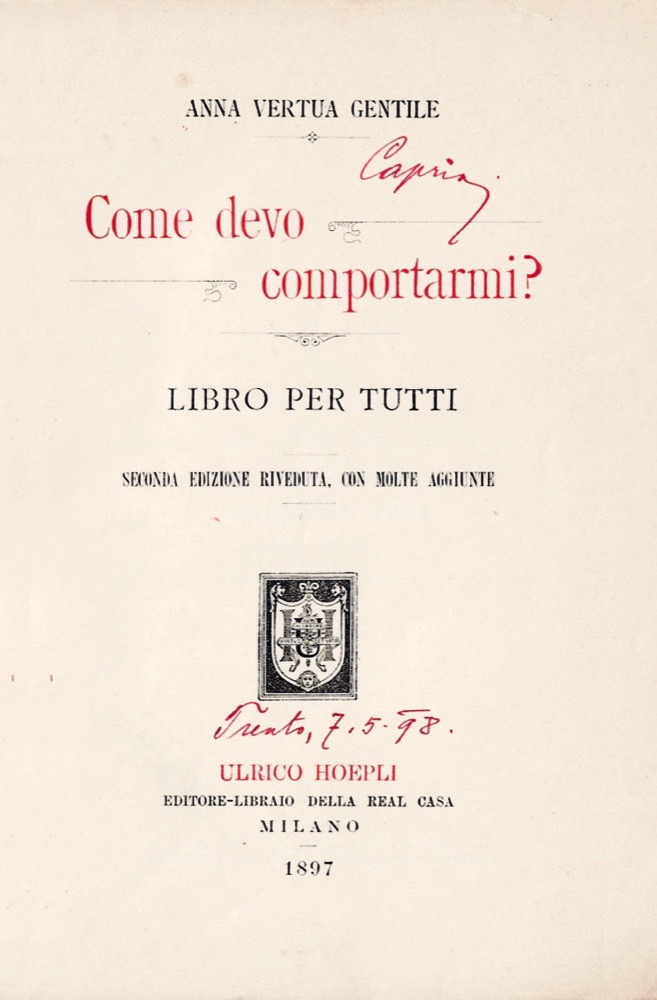 ANNA VERTUA GENTILE
Come devo
comportarmi?
LIBRO PER TUTTI
SECONDA EDIZIONE RIVEDUTA, CON MOLTE AGGIUNTE
Trento, 7.5.98.
ULRICO HOEPLI
EDITORE-LIBRAIO DELLA REAL CASA
MILANO
1897